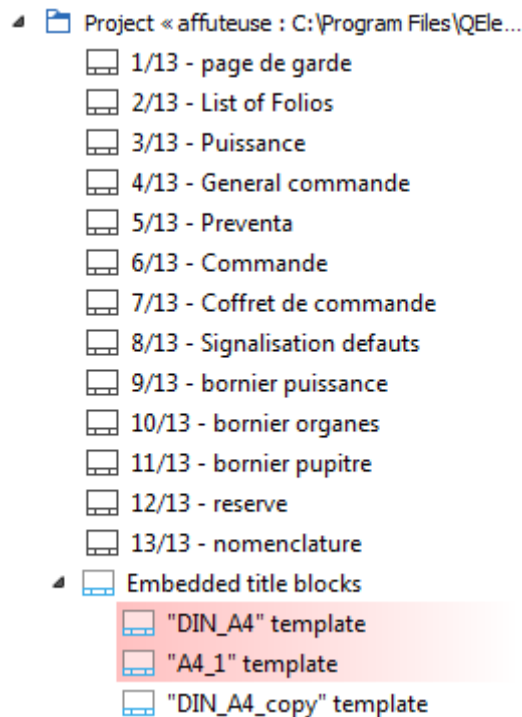 Project « affuteuse : C:\Program Files\QEle...
1/13 - page de garde
2/13 - List of Folios
3/13 - Puissance
4/13 - General commande
5/13 - Preventa
6/13 - Commande
7/13 - Coffret de commande
8/13 - Signalisation defauts
9/13 - bornier puissance
10/13 - bornier organes
11/13 - bornier pupitre
12/13 - reserve
13/13 - nomenclature
Embedded title blocks
"DIN_A4" template
"A4_1" template
"DIN_A4_copy" template